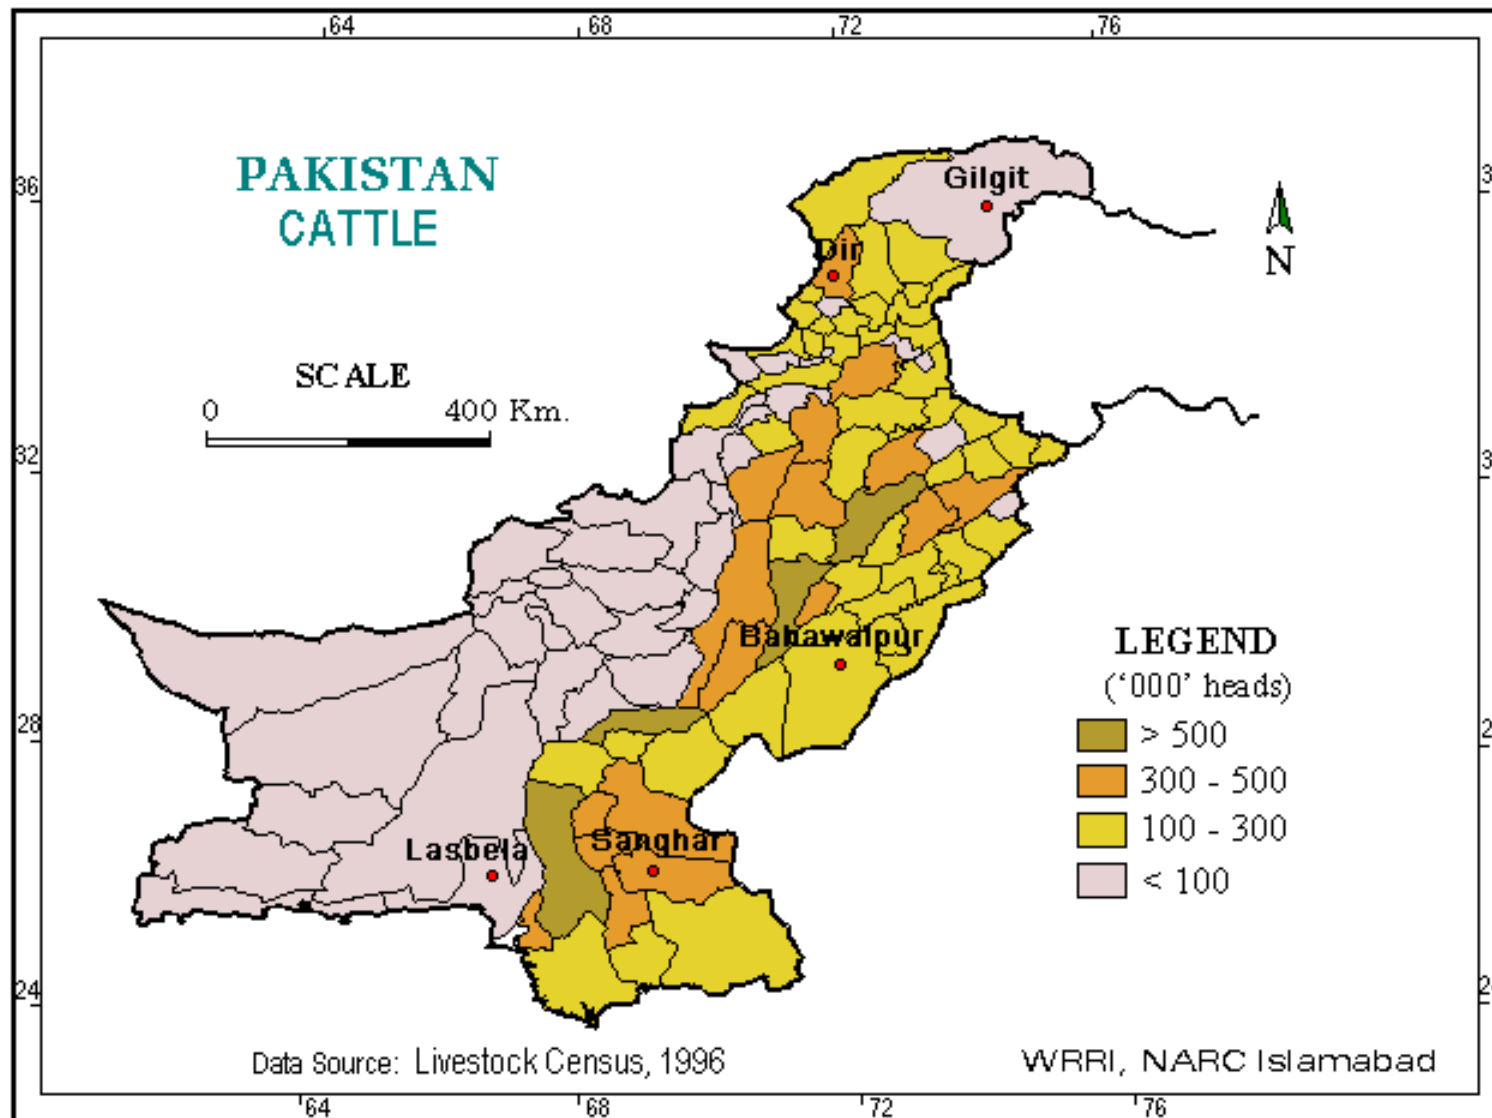 64 68 72 76
PAKISTAN
CATTLE
Gilgit
36
Dir
N
SCALE
0 400 Km.
32
Bahawalpur
LEGEND
('000' heads)
28
> 500
300 - 500
100 - 300
< 100
Lasbela
Sanghar
24
Data Source: Livestock Census, 1996
WRRI, NARC Islamabad
64 68 72 76